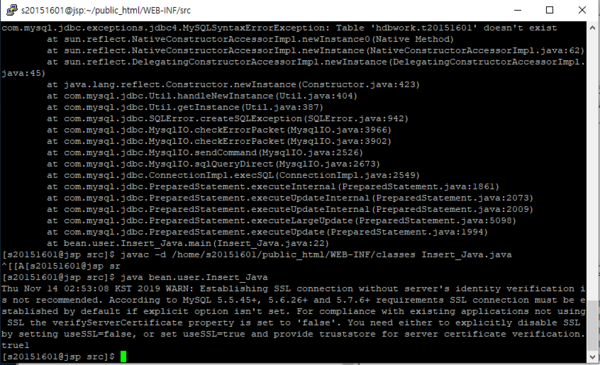 s20151601@jsp:~/public_html/WEB-INF/src
com.mysql.jdbc.exceptions.jdbc4.MySQLSyntaxErrorException: Table 'hdbwork.t20151601' doesn't exist
at sun.reflect.NativeConstructorAccessorImpl.newInstance0(Native Method)
at sun.reflect.NativeConstructorAccessorImpl.newInstance(NativeConstructorAccessorImpl.java:62)
at sun.reflect.DelegatingConstructorAccessorImpl.newInstance(DelegatingConstructorAccessorImpl.
java:45)
at java.lang.reflect.Constructor.newInstance(Constructor.java:423)
at com.mysql.jdbc.Util.handleNewInstance(Util.java:404)
at com.mysql.jdbc.Util.getInstance(Util.java:387)
at com.mysql.jdbc.SQLError.createSQLException(SQLError.java:942)
at com.mysql.jdbc.MysqlIO.checkErrorPacket(MysqlIO.java:3966)
at com.mysql.jdbc.MysqlIO.checkErrorPacket(MysqlIO.java:3902)
at com.mysql.jdbc.MysqlIO.sendCommand(MysqlIO.java:2526)
at com.mysql.jdbc.MysqlIO.sqlQueryDirect(MysqlIO.java:2673)
at com.mysql.jdbc.ConnectionImpl.execSQL(ConnectionImpl.java:2549)
at com.mysql.jdbc.PreparedStatement.executeInternal(PreparedStatement.java:1861)
at com.mysql.jdbc.PreparedStatement.executeUpdateInternal(PreparedStatement.java:2073)
at com.mysql.jdbc.PreparedStatement.executeUpdateInternal(PreparedStatement.java:2009)
at com.mysql.jdbc.PreparedStatement.executeLargeUpdate(PreparedStatement.java:5098)
at com.mysql.jdbc.PreparedStatement.executeUpdate(PreparedStatement.java:1994)
at bean.user.Insert_Java.main(Insert_Java.java:22)
[s20151601@jsp src]$ javac -d /home/s20151601/public_html/WEB-INF/classes Insert_Java.java
^[[A[s20151601@jsp sr
[s20151601@jsp src]$ java bean.user.Insert_Java
Thu Nov 14 02:53:08 KST 2019 WARN: Establishing SSL connection without server's identity verification i
s not recommended. According to MySQL 5.5.45+, 5.6.26+ and 5.7.6+ requirements SSL connection must be e
stablished by default if explicit option isn't set. For compliance with existing applications not using
SSL the verifyServerCertificate property is set to 'false'. You need either to explicitly disable SSL
by setting useSSL=false, or set useSSL=true and provide truststore for server certificate verification.
true1
[s20151601@jsp src]$